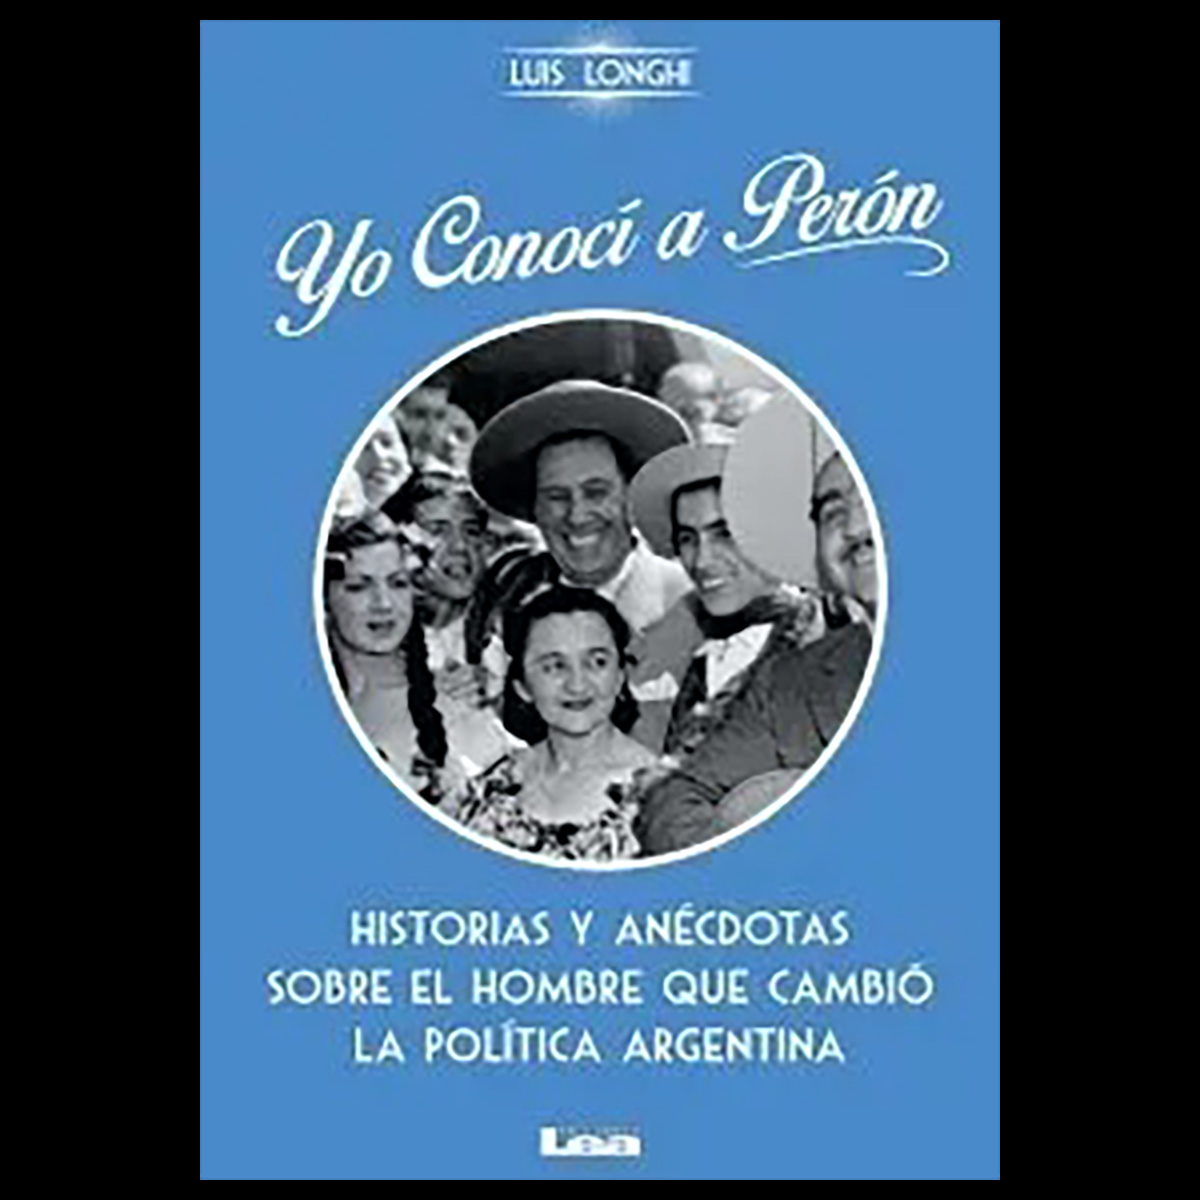 LUIS LONGHI
Yo Conocí a Perón
HISTORIAS Y ANÉCDOTAS
SOBRE EL HOMBRE QUE CAMBIÓ
LA POLÍTICA ARGENTINA
Lea